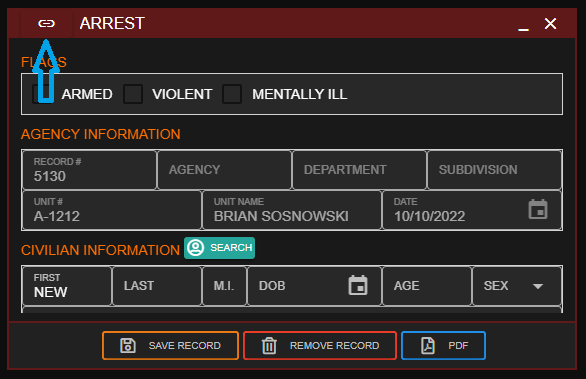 ARREST
FLAGS
ARMED VIOLENT MENTALLY ILL
AGENCY INFORMATION
RECORD # 
5130 AGENCY DEPARTMENT SUBDIVISION
UNIT # UNIT NAME DATE
A-1212 BRIAN SOSNOWSKI 10/10/2022
CIVILIAN INFORMATION SEARCH
FIRST
NEW LAST M.I. DOB AGE SEX
SAVE RECORD REMOVE RECORD PDF